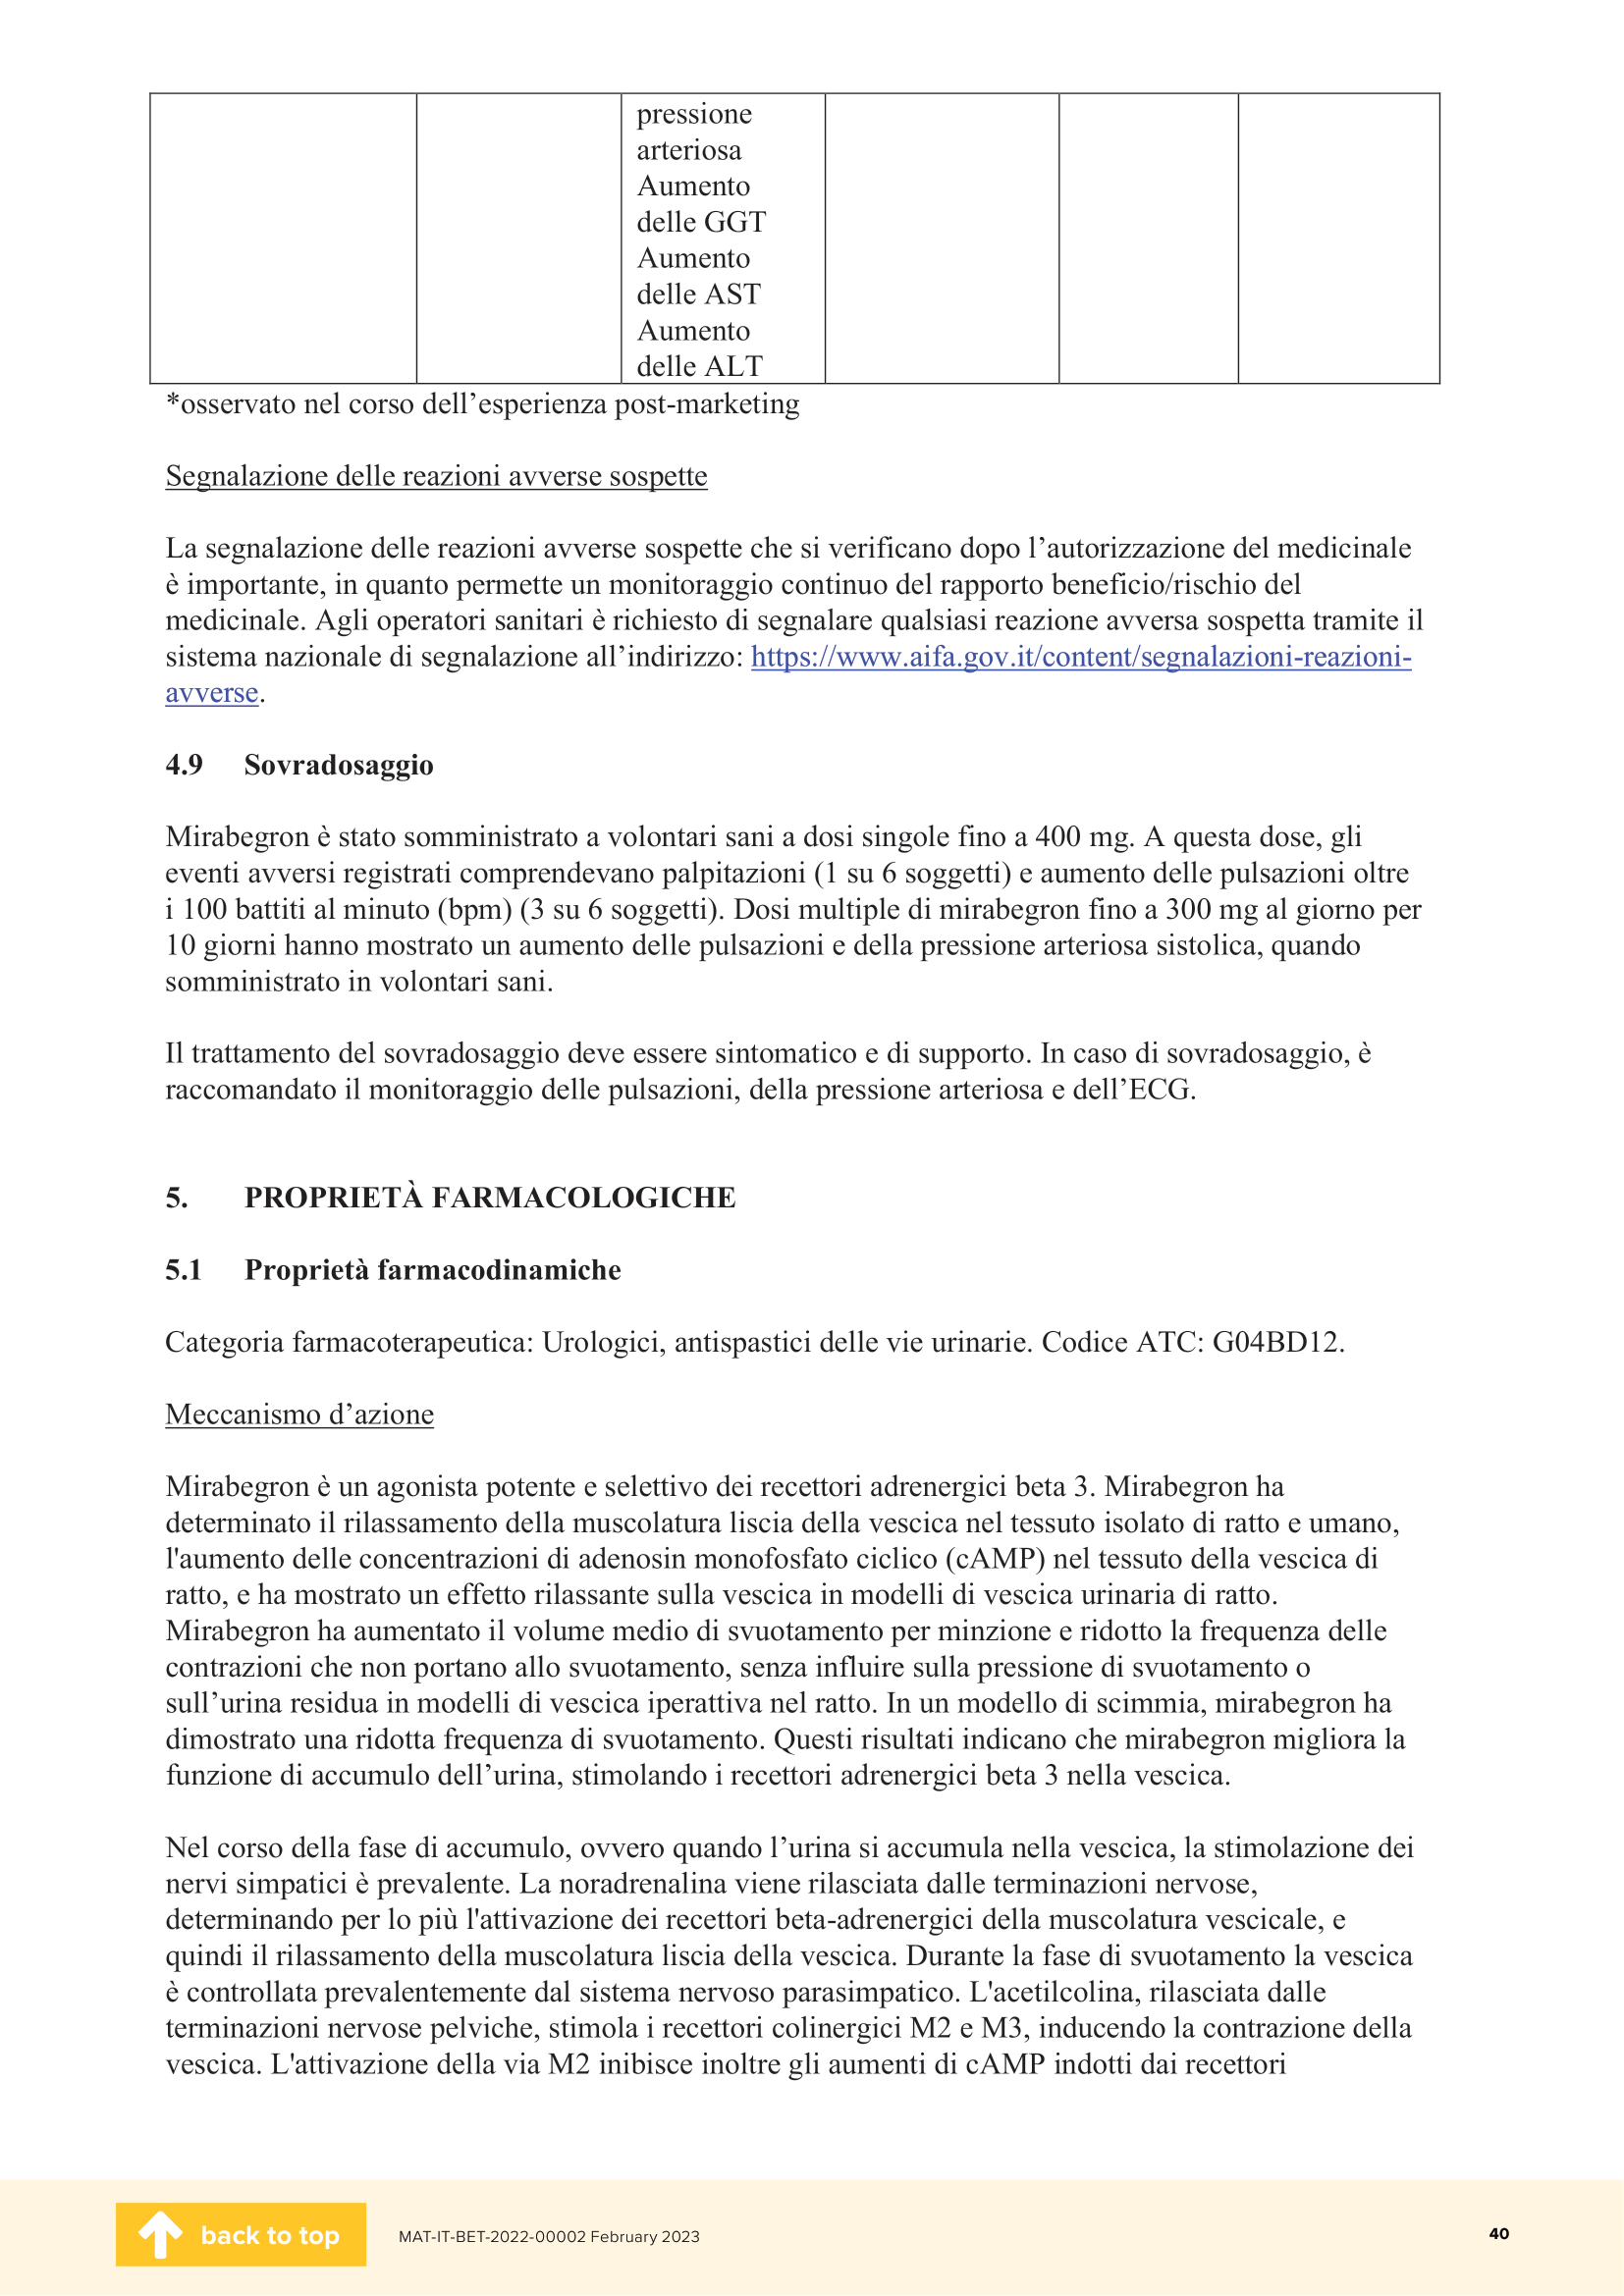 pressione
arteriosa
Aumento
delle GGT
Aumento
delle AST
Aumento
delle ALT
*osservato nel corso dell’esperienza post-marketing
Segnalazione delle reazioni avverse sospette
La segnalazione delle reazioni avverse sospette che si verificano dopo l’autorizzazione del medicinale
è importante, in quanto permette un monitoraggio continuo del rapporto beneficio/rischio del
medicinale. Agli operatori sanitari è richiesto di segnalare qualsiasi reazione avversa sospetta tramite il
sistema nazionale di segnalazione all’indirizzo: https://www.aifa.gov.it/content/segnalazioni-reazioni-
avverse.
4.9 Sovradosaggio
Mirabegron è stato somministrato a volontari sani a dosi singole fino a 400 mg. A questa dose, gli
eventi avversi registrati comprendevano palpitazioni (1 su 6 soggetti) e aumento delle pulsazioni oltre
i 100 battiti al minuto (bpm) (3 su 6 soggetti). Dosi multiple di mirabegron fino a 300 mg al giorno per
10 giorni hanno mostrato un aumento delle pulsazioni e della pressione arteriosa sistolica, quando
somministrato in volontari sani.
Il trattamento del sovradosaggio deve essere sintomatico e di supporto. In caso di sovradosaggio, è
raccomandato il monitoraggio delle pulsazioni, della pressione arteriosa e dell’ECG.
5. PROPRIETÀ FARMACOLOGICHE
5.1 Proprietà farmacodinamiche
Categoria farmacoterapeutica: Urologici, antispastici delle vie urinarie. Codice ATC: G04BD12.
Meccanismo d’azione
Mirabegron è un agonista potente e selettivo dei recettori adrenergici beta 3. Mirabegron ha
determinato il rilassamento della muscolatura liscia della vescica nel tessuto isolato di ratto e umano,
l'aumento delle concentrazioni di adenosin monofosfato ciclico (cAMP) nel tessuto della vescica di
ratto, e ha mostrato un effetto rilassante sulla vescica in modelli di vescica urinaria di ratto.
Mirabegron ha aumentato il volume medio di svuotamento per minzione e ridotto la frequenza delle
contrazioni che non portano allo svuotamento, senza influire sulla pressione di svuotamento o
sull’urina residua in modelli di vescica iperattiva nel ratto. In un modello di scimmia, mirabegron ha
dimostrato una ridotta frequenza di svuotamento. Questi risultati indicano che mirabegron migliora la
funzione di accumulo dell’urina, stimolando i recettori adrenergici beta 3 nella vescica.
Nel corso della fase di accumulo, ovvero quando l’urina si accumula nella vescica, la stimolazione dei
nervi simpatici è prevalente. La noradrenalina viene rilasciata dalle terminazioni nervose,
determinando per lo più l'attivazione dei recettori beta-adrenergici della muscolatura vescicale, e
quindi il rilassamento della muscolatura liscia della vescica. Durante la fase di svuotamento la vescica
è controllata prevalentemente dal sistema nervoso parasimpatico. L'acetilcolina, rilasciata dalle
terminazioni nervose pelviche, stimola i recettori colinergici M2 e M3, inducendo la contrazione della
vescica. L'attivazione della via M2 inibisce inoltre gli aumenti di cAMP indotti dai recettori
back to top
MAT-IT-BET-2022-00002 February 2023
40